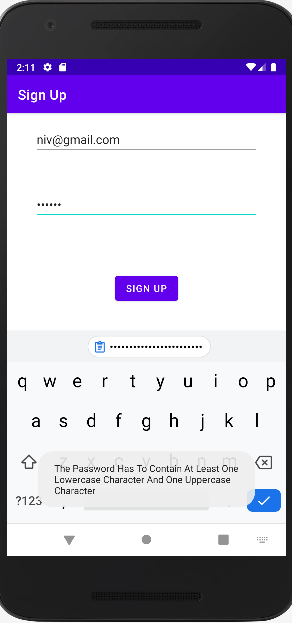 2:11
Sign Up
niv@gmail.com
••••••
SIGN UP
••••••••••••••••••••••••
q w e r t y u i o p
a s d f g h j k l
z x c v b n m
?123 ,
The Password Has To Contain At Least One
Lowercase Character And One Uppercase
Character